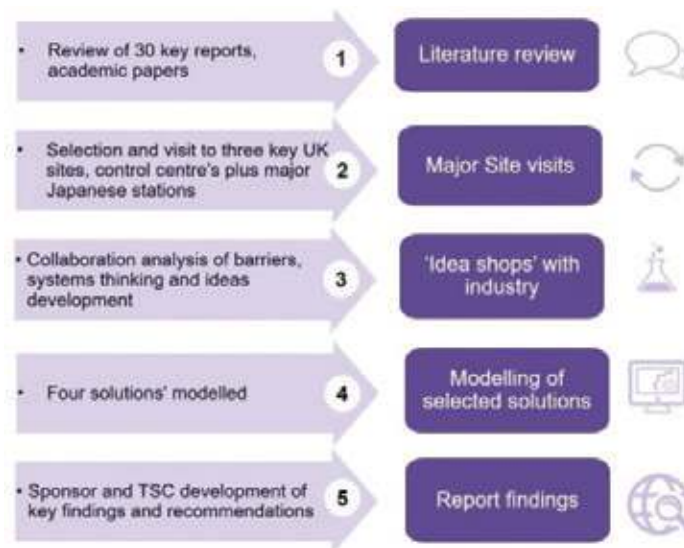 • Review of 30 key reports,
academic papers
1
Literature review
• Selection and visit to three key UK
sites, control centre's plus major
Japanese stations
2
Major Site visits
• Collaboration analysis of barriers,
systems thinking and ideas
development
3
'Idea shops' with
industry
• Four solutions' modelled
4
Modelling of
selected solutions
• Sponsor and TSC development of
key findings and recommendations
5
Report findings